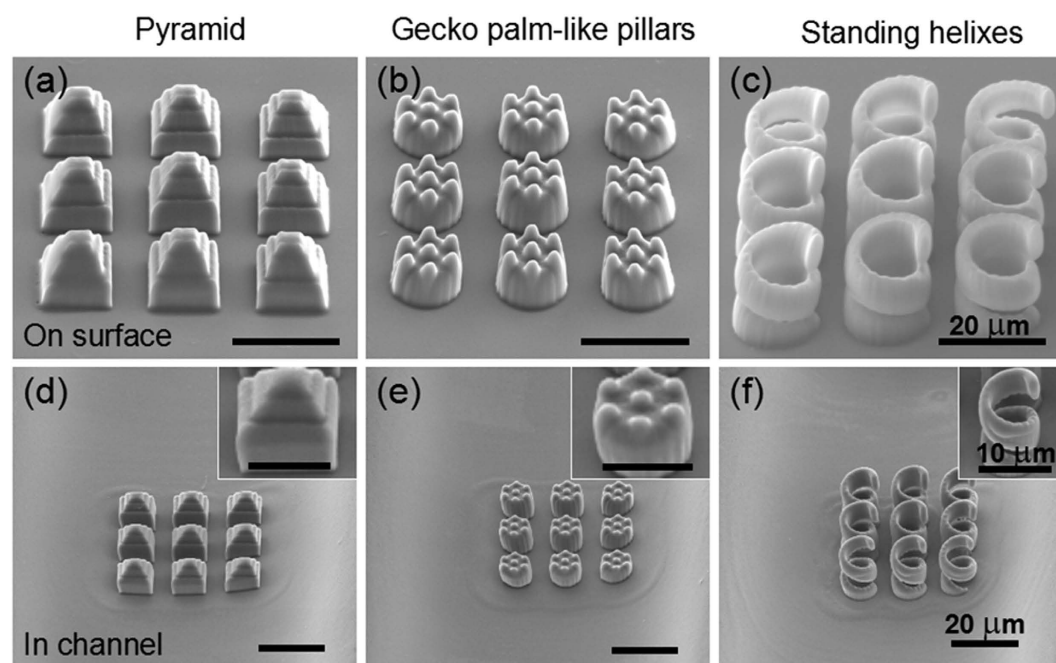 Pyramid
Gecko palm-like pillars
Standing helixes
(a)
(b)
(c)
On surface
20 μm
(d)
(e)
(f)
10 μm
In channel
20 μm